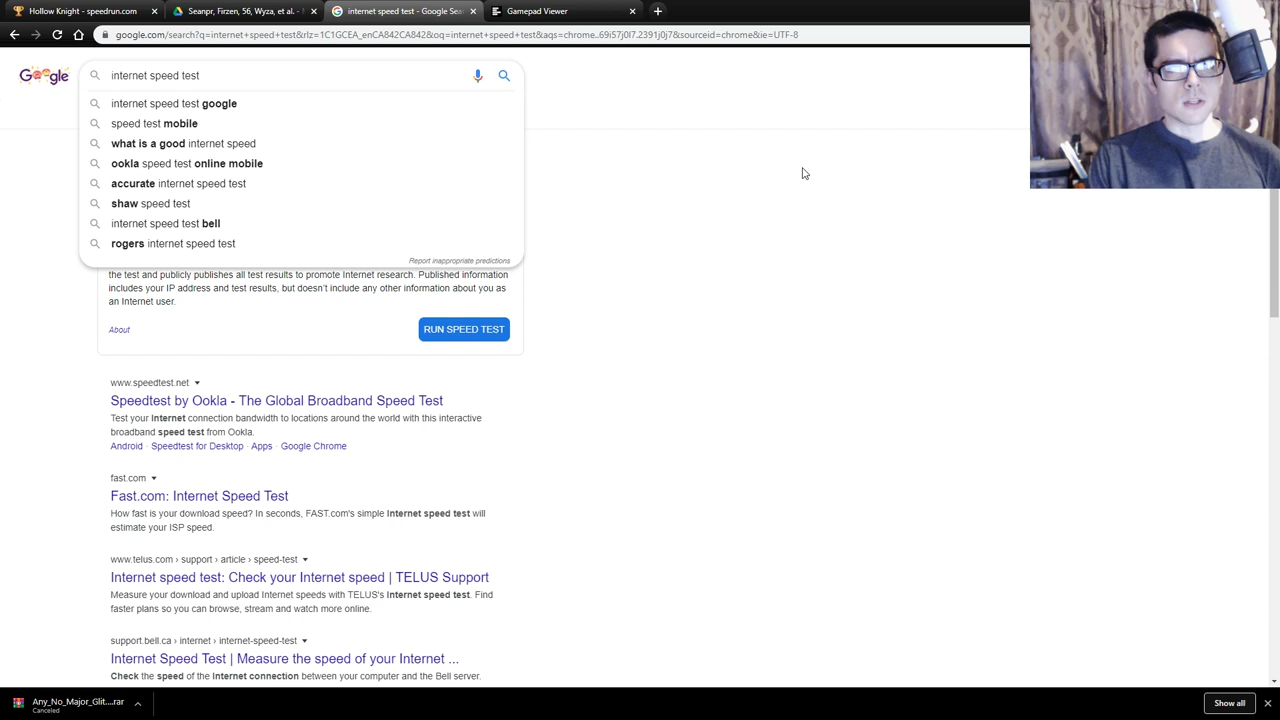 Hollow Knight - speedrun.com
Seanpr, Firzen, 56, Wyza, et al. -
internet speed test - Google Sea
Gamepad Viewer
google.com/search?q=internet+speed+test&rlz=1C1GCEA_enCA842CA842&oq=internet+speed+test&aqs=chrome..69i57j0l7.2391j0j7&sourceid=chrome&ie=UTF-8
Google
internet speed test
internet speed test google
speed test mobile
what is a good internet speed
ookla speed test online mobile
accurate internet speed test
shaw speed test
internet speed test bell
rogers internet speed test
Report inappropriate predictions
the test and publicly publishes all test results to promote Internet research. Published information
includes your IP address and test results, but doesn't include any other information about you as
an Internet user.
About
RUN SPEED TEST
www.speedtest.net
Speedtest by Ookla - The Global Broadband Speed Test
Test your Internet connection bandwidth to locations around the world with this interactive
broadband speed test from Ookla.
Android · Speedtest for Desktop · Apps · Google Chrome
fast.com
Fast.com: Internet Speed Test
How fast is your download speed? In seconds, FAST.com's simple Internet speed test will
estimate your ISP speed.
www.telus.com › support › article › speed-test
Internet speed test: Check your Internet speed | TELUS Support
Measure your download and upload Internet speeds with TELUS's Internet speed test. Find
faster plans so you can browse, stream and watch more online.
support.bell.ca › internet › internet-speed-test
Internet Speed Test | Measure the speed of your Internet ...
Check the speed of the Internet connection between your computer and the Bell server.
Any_No_Major_Glit....rar
Canceled
Show all